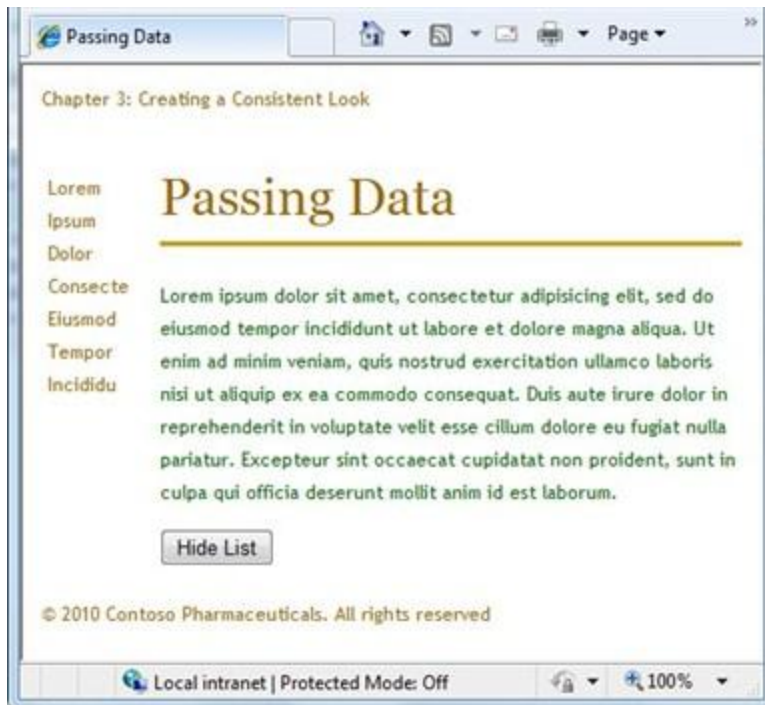 Passing Data
Page
Chapter 3: Creating a Consistent Look
Lorem
Ipsum
Dolor
Consecte
Eiusmod
Tempor
Incididu
Passing Data
Lorem ipsum dolor sit amet, consectetur adipisicing elit, sed do
eiusmod tempor incididunt ut labore et dolore magna aliqua. Ut
enim ad minim veniam, quis nostrud exercitation ullamco laboris
nisi ut aliquip ex ea commodo consequat. Duis aute irure dolor in
reprehenderit in voluptate velit esse cillum dolore eu fugiat nulla
pariatur. Excepteur sint occaecat cupidatat non proident, sunt in
culpa qui officia deserunt mollit anim id est laborum.
Hide List
© 2010 Contoso Pharmaceuticals. All rights reserved
Local intranet | Protected Mode: Off
100%